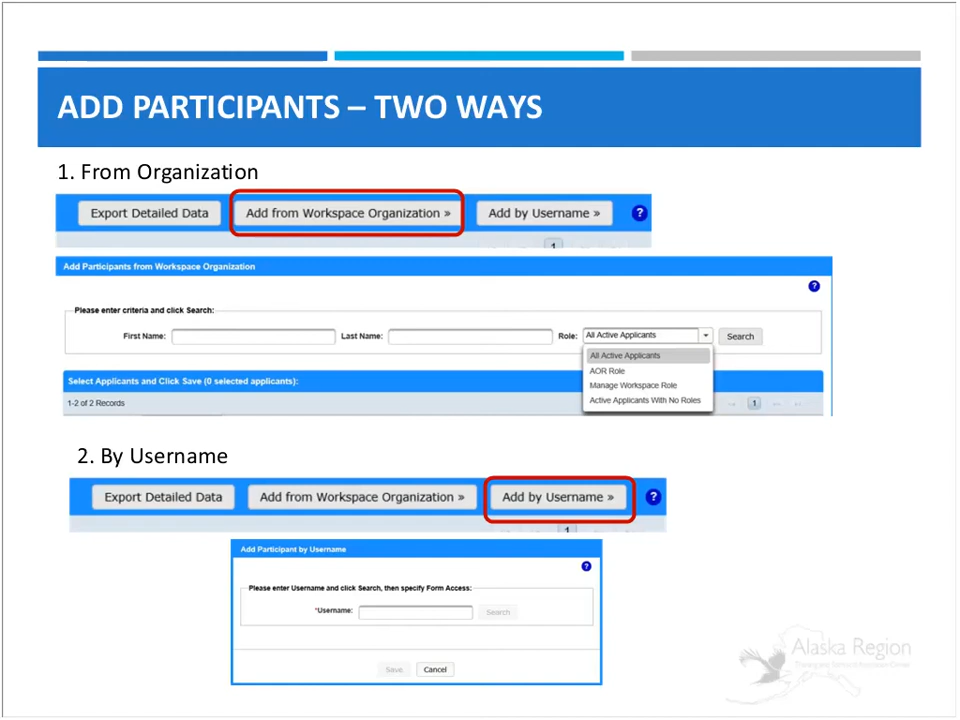 ADD PARTICIPANTS – TWO WAYS
1. From Organization
Export Detailed Data Add from Workspace Organization » Add by Username » ?
1
Add Participants from Workspace Organization
?
Please enter criteria and click Search:
First Name: Last Name: Role: All Active Applicants Search
All Active Applicants
AOR Role
Manage Workspace Role
Active Applicants With No Roles
Select Applicants and Click Save (0 selected applicants):
1-2 of 2 Records 1
2. By Username
Export Detailed Data Add from Workspace Organization » Add by Username » ?
1
Add Participant by Username
?
Please enter Username and click Search, then specify Form Access:
*Username: Search
Save Cancel
Alaska Region